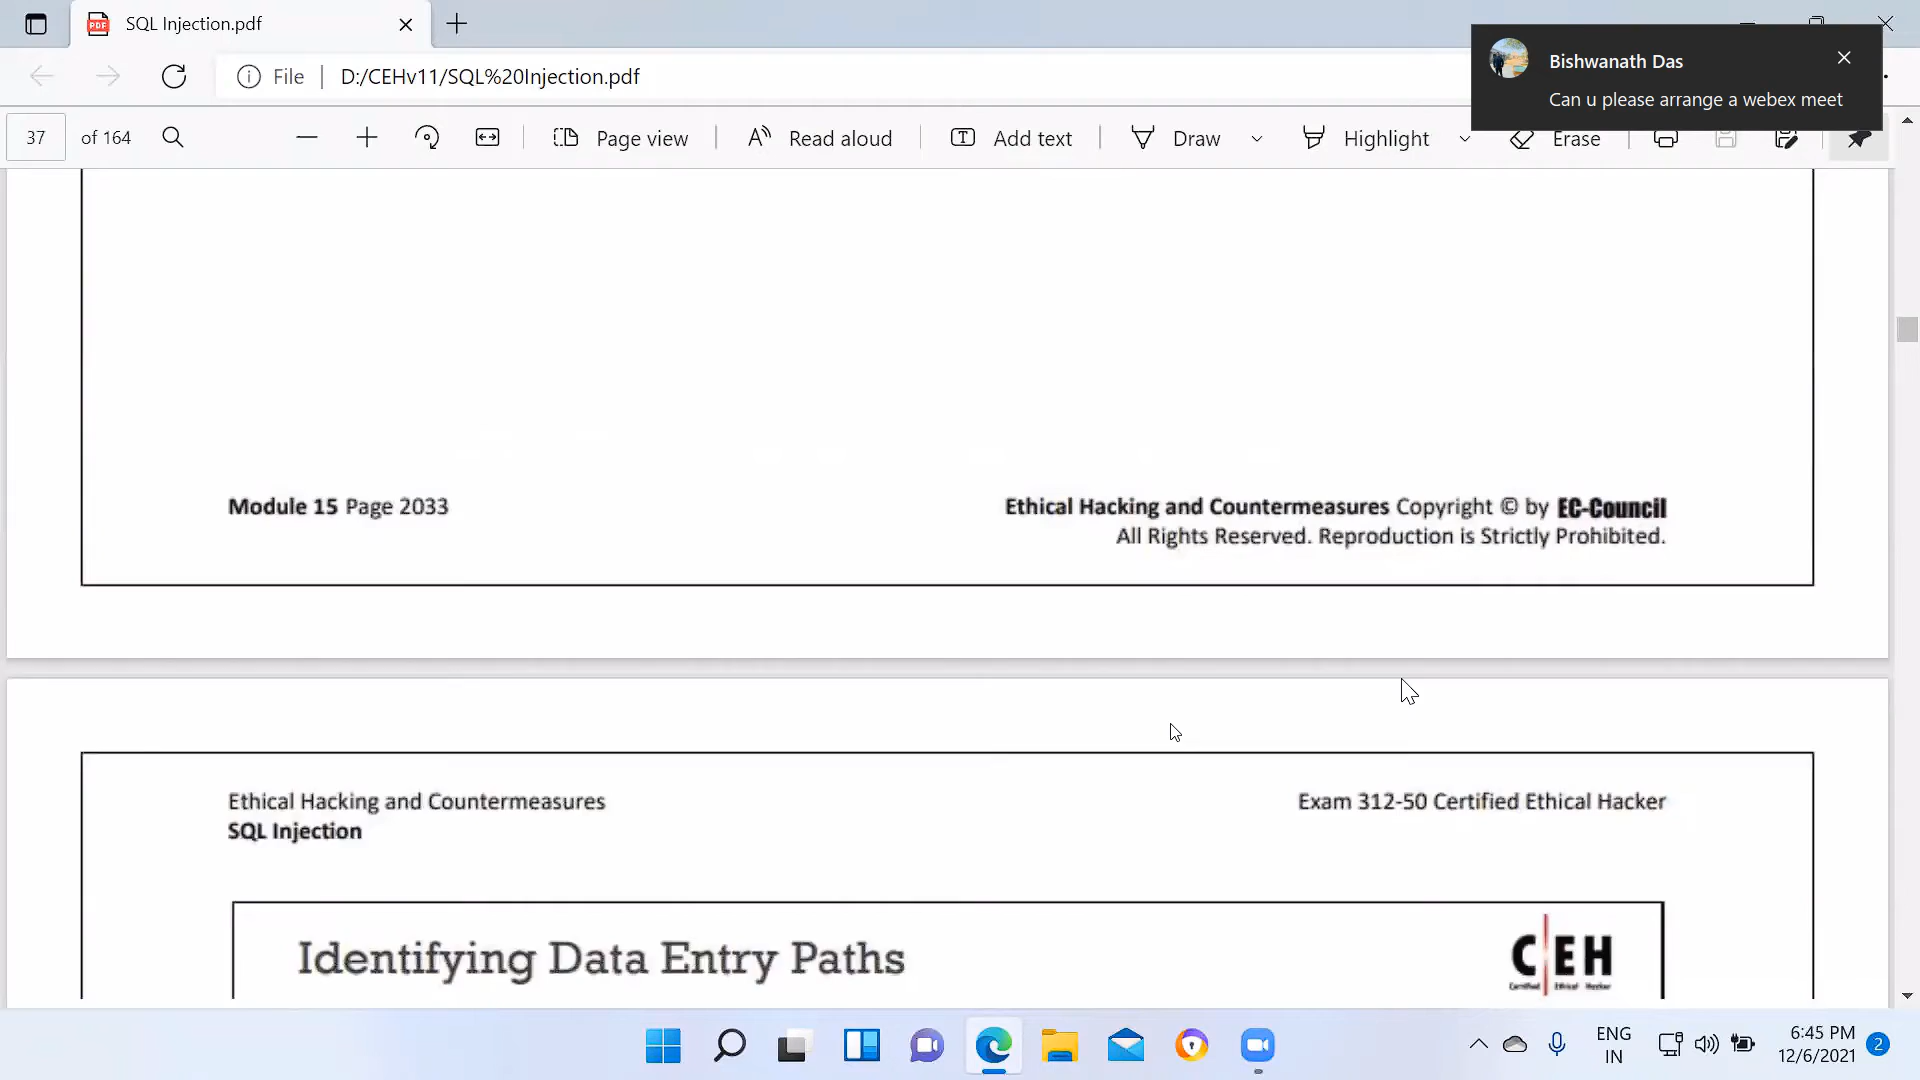 SQL Injection.pdf
File
D:/CEHv11/SQL%20Injection.pdf
Bishwanath Das
Can u please arrange a webex meet
37
of 164
Page view
Read aloud
Add text
Draw
Highlight
Erase
Module 15 Page 2033
Ethical Hacking and Countermeasures Copyright © by EC-Council
All Rights Reserved. Reproduction is Strictly Prohibited.
Ethical Hacking and Countermeasures
Exam 312-50 Certified Ethical Hacker
SQL Injection
Identifying Data Entry Paths
CEH
Certified Ethical Hacker
ENG
IN
6:45 PM
12/6/2021
2